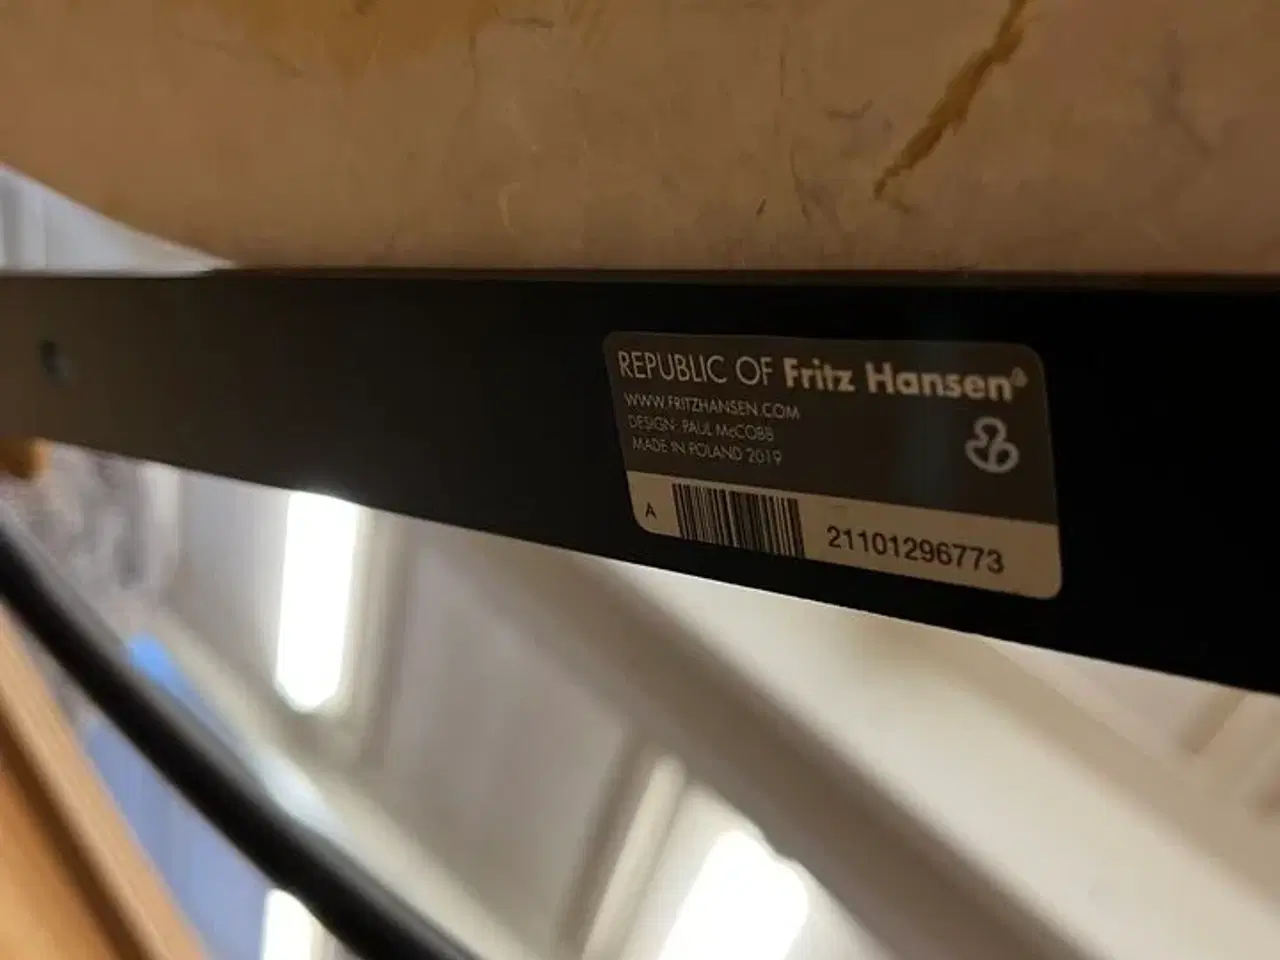 REPUBLIC OF Fritz Hansen®
WWW.FRITZHANSEN.COM
DESIGN: PAUL McCOBB
MADE IN POLAND 2019
A 21101296773